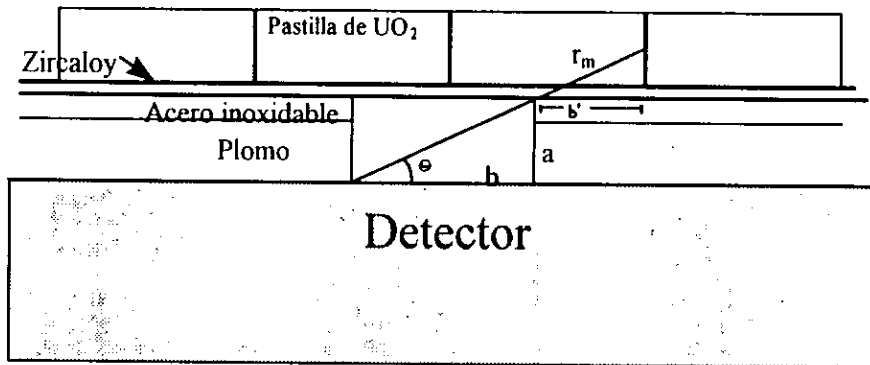 Pastilla de UO₂
r_m
Zircaloy
Acero inoxidable
b'
Plomo
a
θ
b
Detector